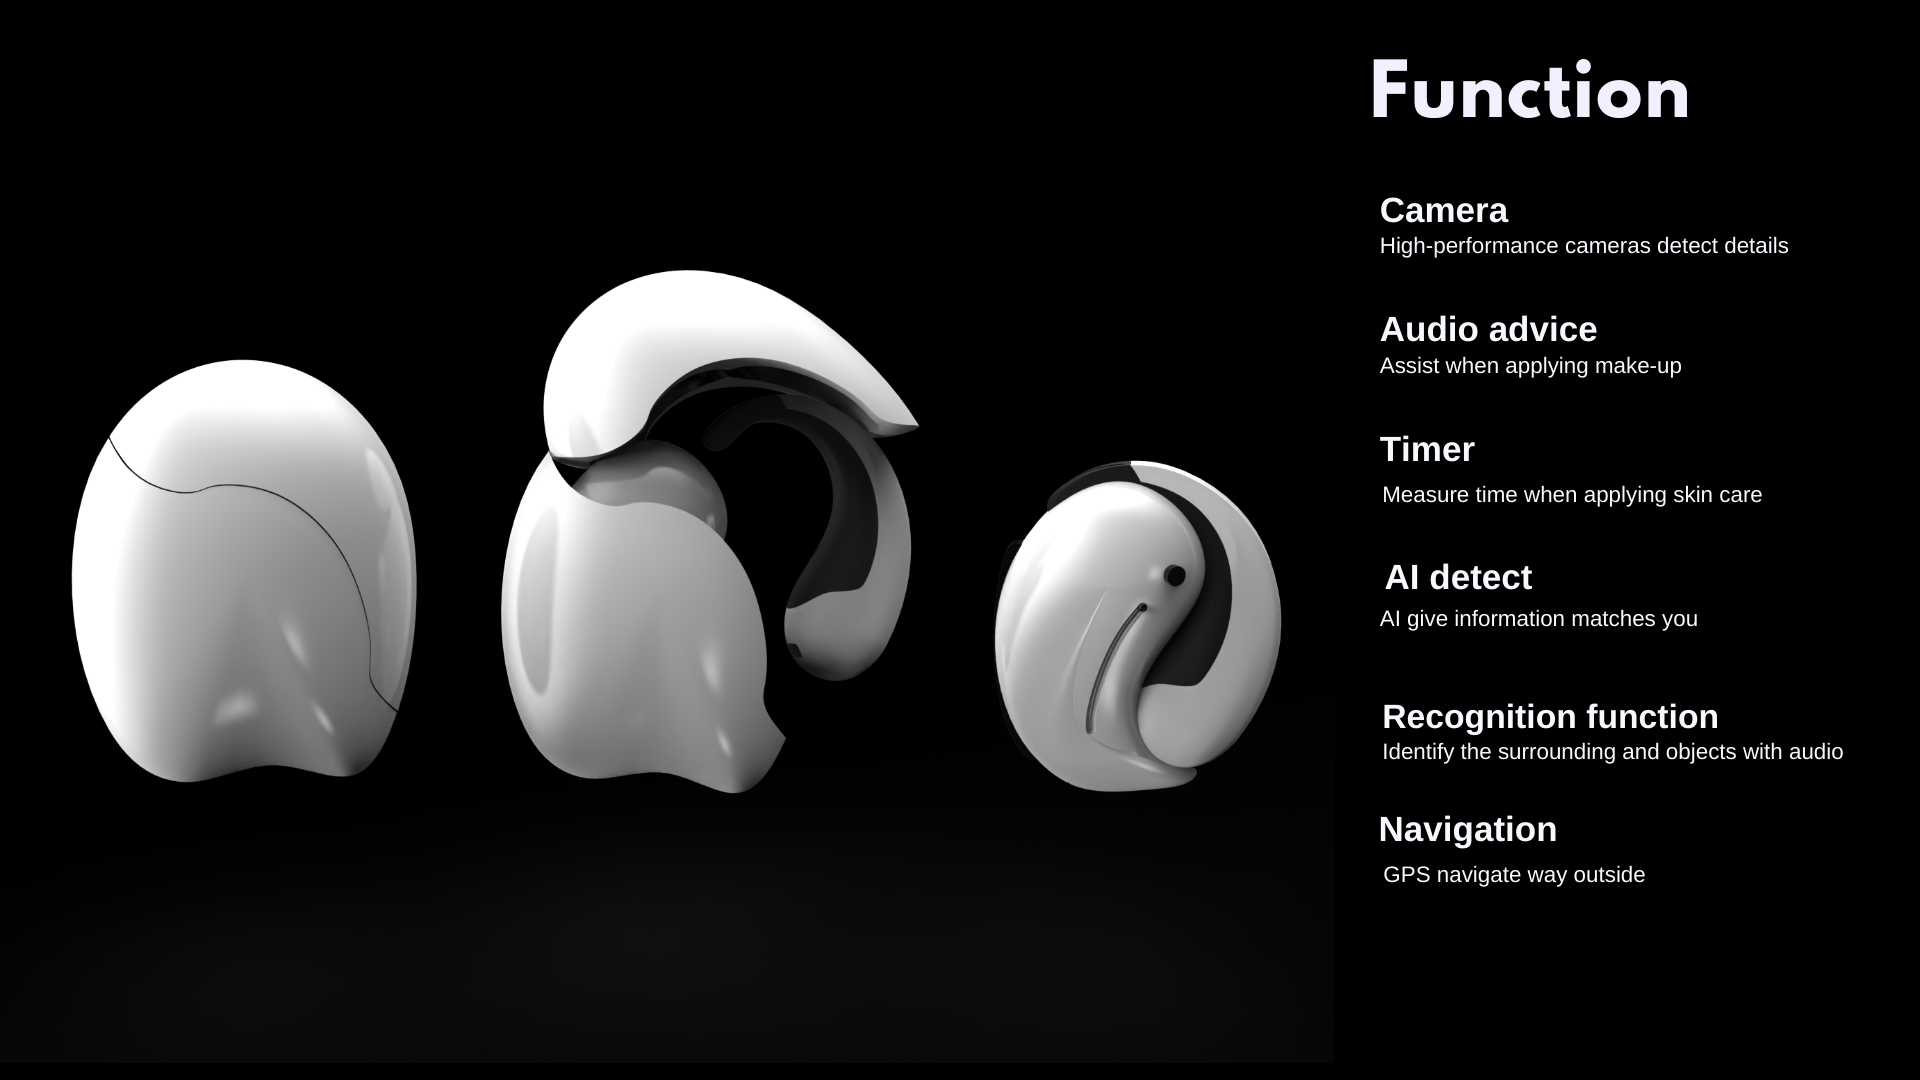 Function
Camera
High-performance cameras detect details
Audio advice
Assist when applying make-up
Timer
Measure time when applying skin care
AI detect
AI give information matches you
Recognition function
Identify the surrounding and objects with audio
Navigation
GPS navigate way outside